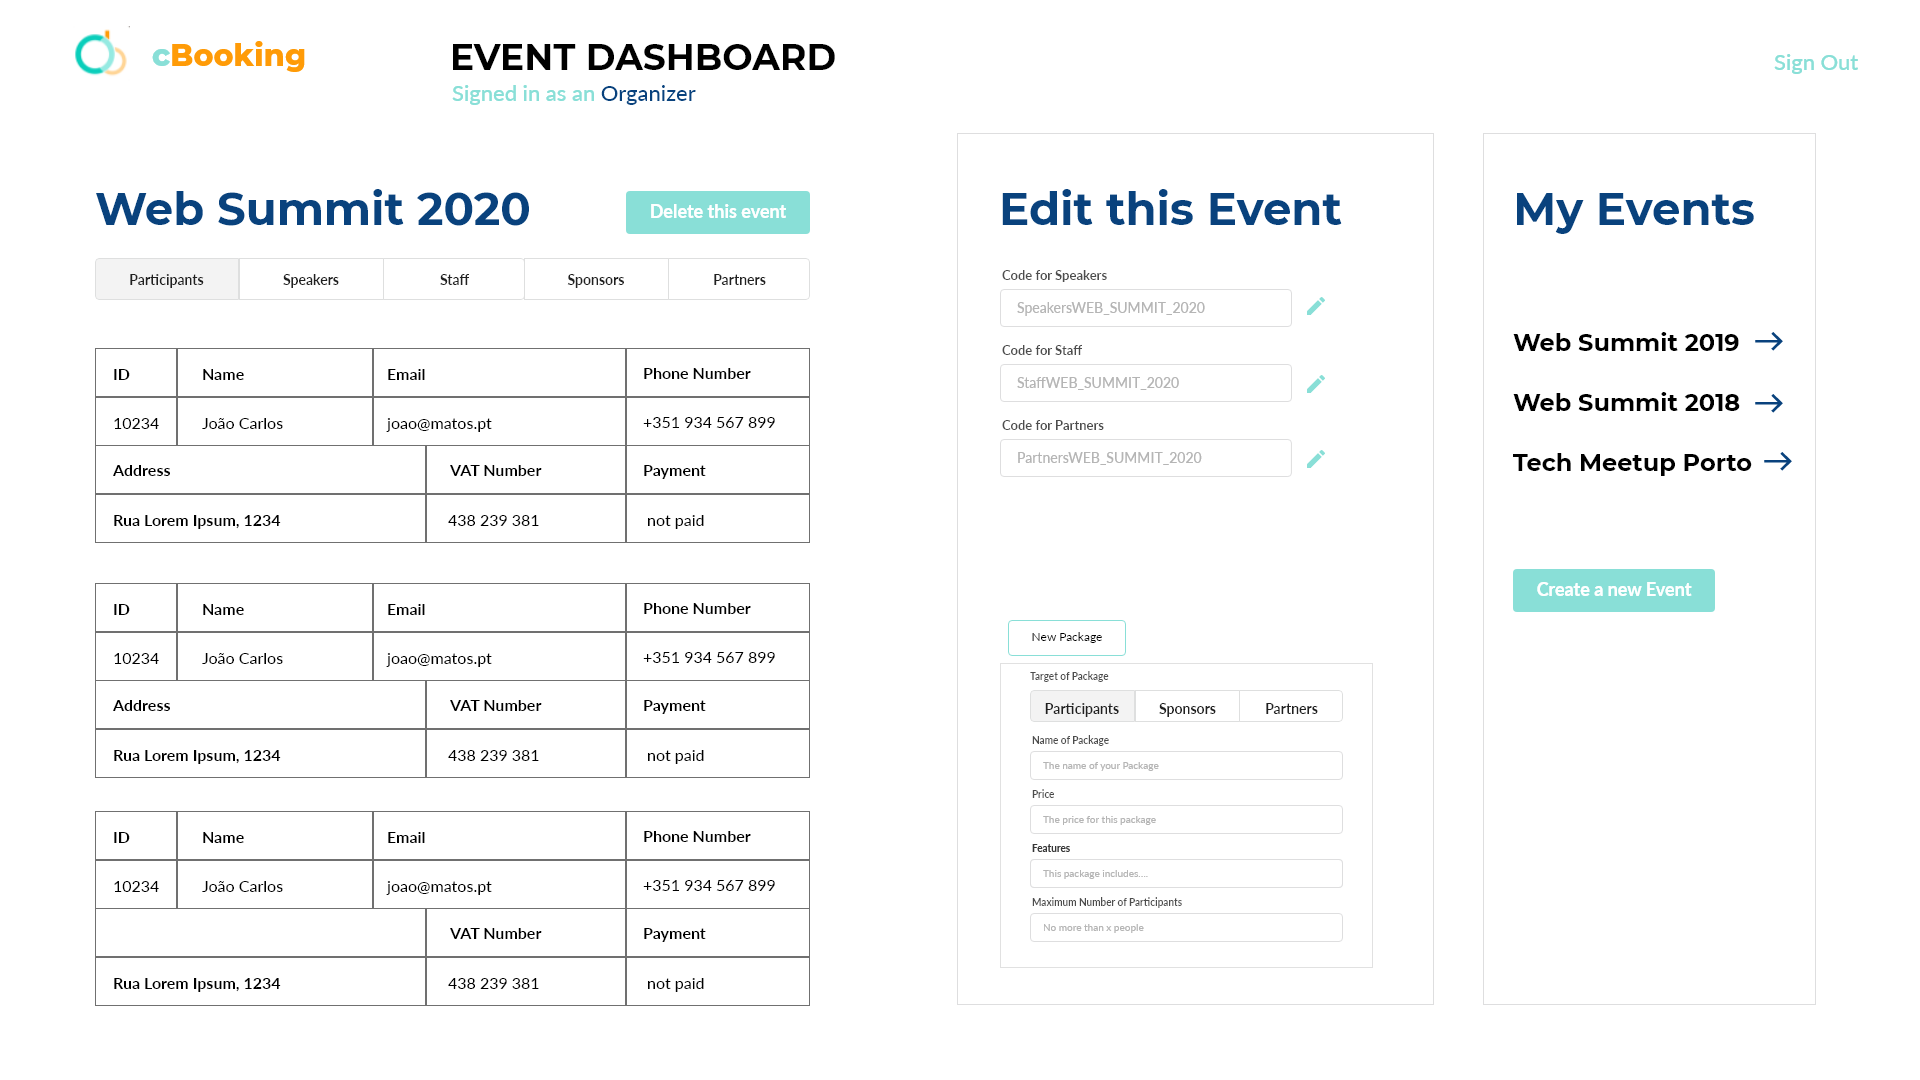 cBooking
EVENT DASHBOARD
Signed in as an Organizer
Sign Out
Web Summit 2020
Delete this event
Participants Speakers Staff Sponsors Partners
ID Name Email Phone Number
10234 João Carlos joao@matos.pt +351 934 567 899
Address VAT Number Payment
Rua Lorem Ipsum, 1234 438 239 381 not paid
ID Name Email Phone Number
10234 João Carlos joao@matos.pt +351 934 567 899
Address VAT Number Payment
Rua Lorem Ipsum, 1234 438 239 381 not paid
ID Name Email Phone Number
10234 João Carlos joao@matos.pt +351 934 567 899
VAT Number Payment
Rua Lorem Ipsum, 1234 438 239 381 not paid
Edit this Event
Code for Speakers
SpeakersWEB_SUMMIT_2020
Code for Staff
StaffWEB_SUMMIT_2020
Code for Partners
PartnersWEB_SUMMIT_2020
New Package
Target of Package
Participants Sponsors Partners
Name of Package
The name of your Package
Price
The price for this package
Features
This package includes....
Maximum Number of Participants
No more than x people
My Events
Web Summit 2019
Web Summit 2018
Tech Meetup Porto
Create a new Event